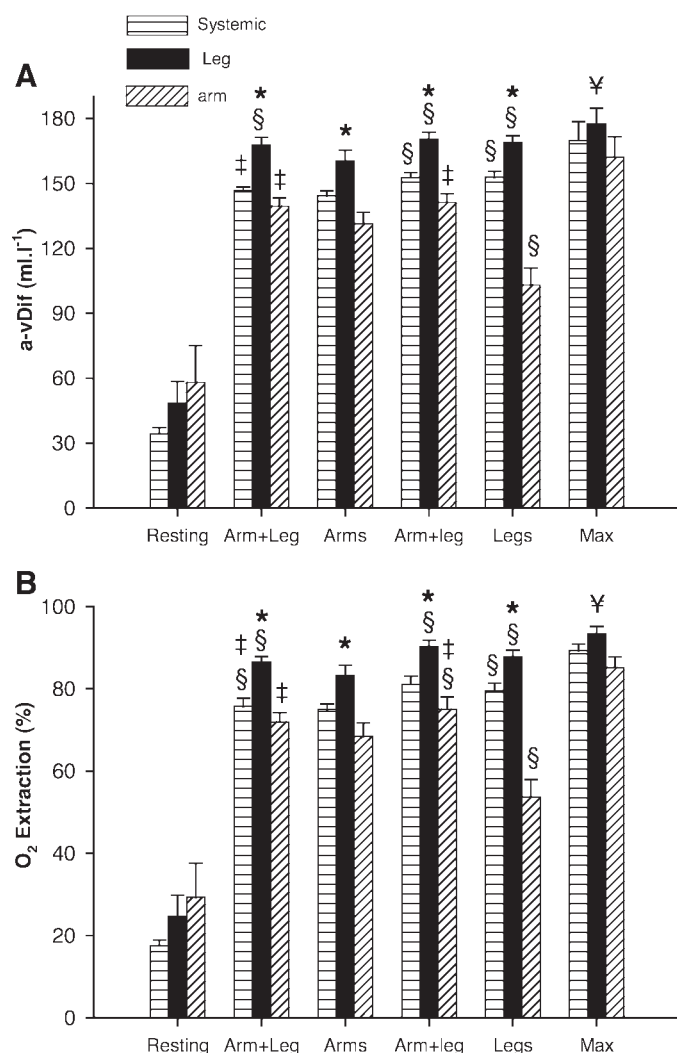 Systemic
Leg
arm
A
* * * ¥
§ * § § §
‡ ‡ ‡
§
180
150
120
90
60
30
0
a-vDif (ml.l⁻¹)
Resting Arm+Leg Arms Arm+leg Legs Max
B
* * * ¥
‡ § * § ‡ §
§ ‡ § §
§
100
80
60
40
20
0
O₂ Extraction (%)
Resting Arm+Leg Arms Arm+leg Legs Max